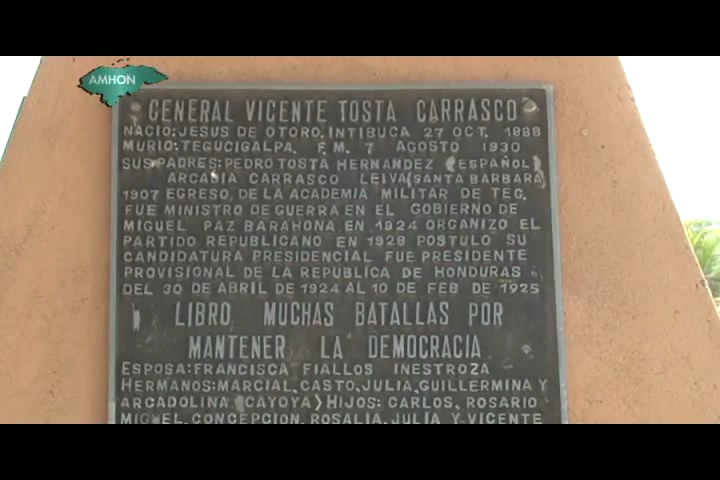 AMHON
GENERAL VICENTE TOSTA CARRASCO
NACIO: JESUS DE OTORO, INTIBUCA 27 OCT. 1888
MURIO: TEGUCIGALPA, F.M. 7 AGOSTO 1930
SUS PADRES: PEDRO TOSTA HERNANDEZ (ESPAÑOL)
ARCADIA CARRASCO LEIVA (SANTA BARBARA)
1907 EGRESO, DE LA ACADEMIA MILITAR DE TEG.
FUE MINISTRO DE GUERRA EN EL GOBIERNO DE
MIGUEL PAZ BARAHONA, EN 1924 ORGANIZO EL
PARTIDO REPUBLICANO EN 1928 POSTULO SU
CANDIDATURA PRESIDENCIAL FUE PRESIDENTE
PROVISIONAL DE LA REPUBLICA DE HONDURAS
DEL 30 DE ABRIL DE 1924 AL 10 DE FEB DE 1925
LIBRO, MUCHAS BATALLAS POR
MANTENER LA DEMOCRACIA
ESPOSA: FRANCISCA FIALLOS INESTROZA
HERMANOS: MARCIAL, CASTO, JULIA, GUILLERMINA Y
ARCADOLINA (CAYOYA) HIJOS: CARLOS, ROSARIO
MIGUEL, CONCEPCION, ROSALIA, JULIA Y VICENTE